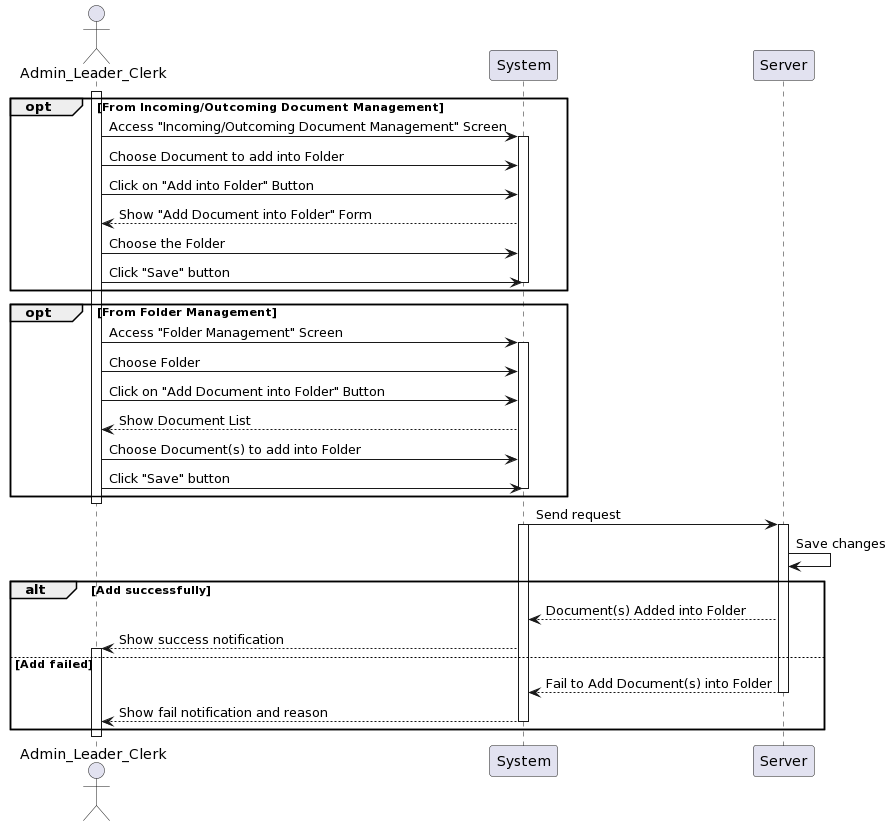 Admin_Leader_Clerk
System
Server
opt
[From Incoming/Outcoming Document Management]
Access "Incoming/Outcoming Document Management" Screen
Choose Document to add into Folder
Click on "Add into Folder" Button
Show "Add Document into Folder" Form
Choose the Folder
Click "Save" button
opt
[From Folder Management]
Access "Folder Management" Screen
Choose Folder
Click on "Add Document into Folder" Button
Show Document List
Choose Document(s) to add into Folder
Click "Save" button
Send request
Save changes
alt
[Add successfully]
Document(s) Added into Folder
Show success notification
[Add failed]
Fail to Add Document(s) into Folder
Show fail notification and reason
Admin_Leader_Clerk
System
Server